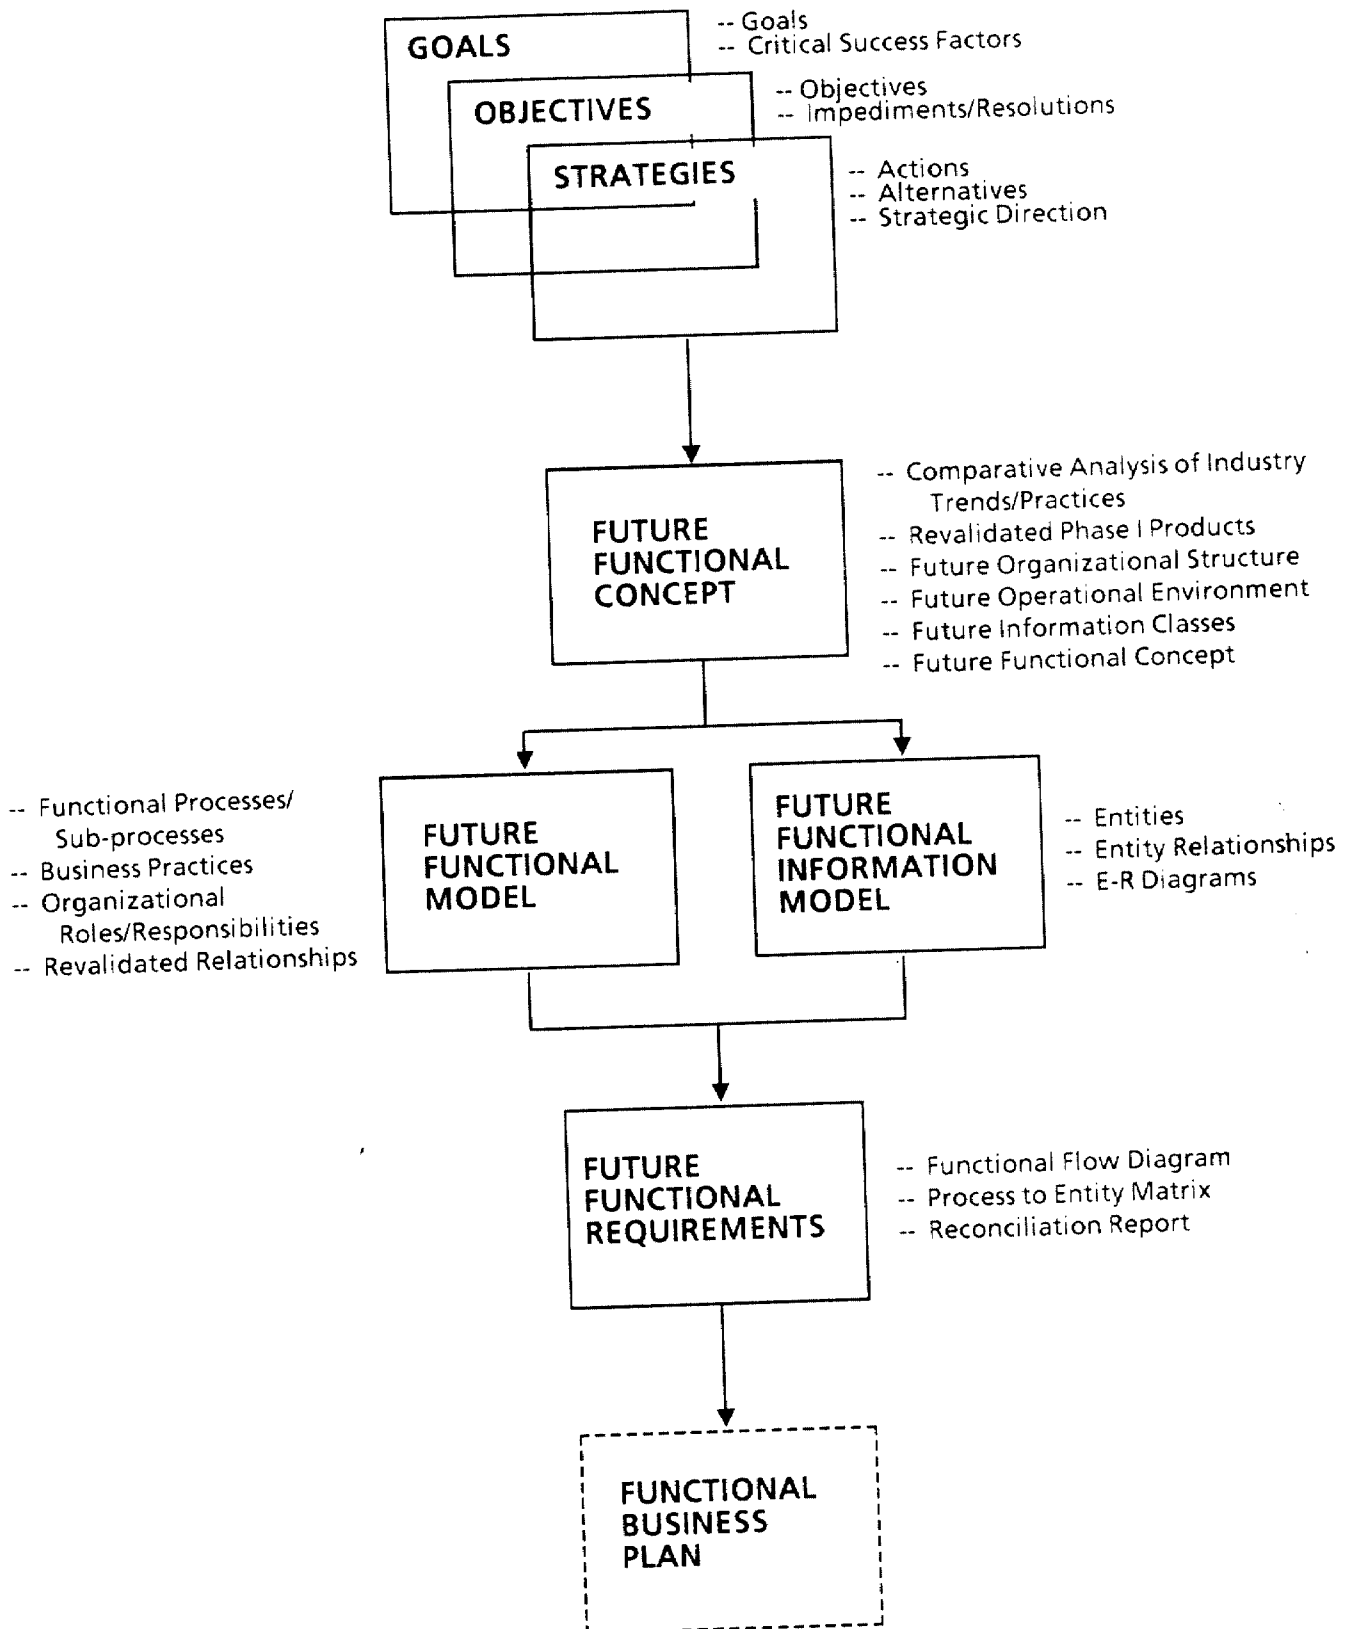 GOALS
-- Goals
-- Critical Success Factors
OBJECTIVES
-- Objectives
-- Impediments/Resolutions
STRATEGIES
-- Actions
-- Alternatives
-- Strategic Direction
FUTURE
FUNCTIONAL
CONCEPT
-- Comparative Analysis of Industry
Trends/Practices
-- Revalidated Phase I Products
-- Future Organizational Structure
-- Future Operational Environment
-- Future Information Classes
-- Future Functional Concept
-- Functional Processes/
Sub-processes
-- Business Practices
-- Organizational
Roles/Responsibilities
-- Revalidated Relationships
FUTURE
FUNCTIONAL
MODEL
FUTURE
FUNCTIONAL
INFORMATION
MODEL
-- Entities
-- Entity Relationships
-- E-R Diagrams
FUTURE
FUNCTIONAL
REQUIREMENTS
-- Functional Flow Diagram
-- Process to Entity Matrix
-- Reconciliation Report
FUNCTIONAL
BUSINESS
PLAN